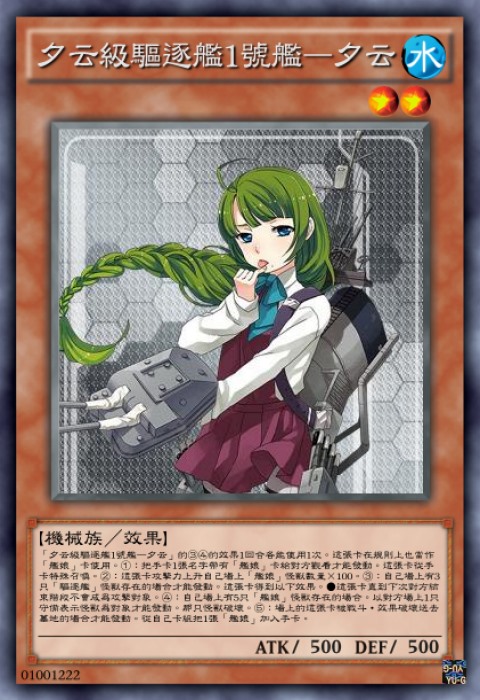 夕云級驅逐艦1號艦－夕云
水
【機械族／效果】
「夕云級驅逐艦1號艦－夕云」的③④的效果1回合各能使用1次。這張卡在規則上也當作
「艦娘」卡使用。①：把手卡1張名字帶有「艦娘」卡給對方觀看才能發動。這張卡從手
卡特殊召喚。②：這張卡攻擊力上升自己場上「艦娘」怪獸數量×100。③：自己場上有3
只「驅逐艦」怪獸存在的場合才能發動。這張卡得到以下效果。●這張卡直到下次對方結
束階段不會成為攻擊對象。④：自己場上有5只「艦娘」怪獸存在的場合，以對方場上1只
守備表示怪獸為對象才能發動。那只怪獸破壞。⑤：場上的這張卡被戰斗·效果破壞送去
墓地的場合才能發動。從自己卡組把1張「艦娘」加入手卡。
ATK/ 500 DEF/ 500
01001222